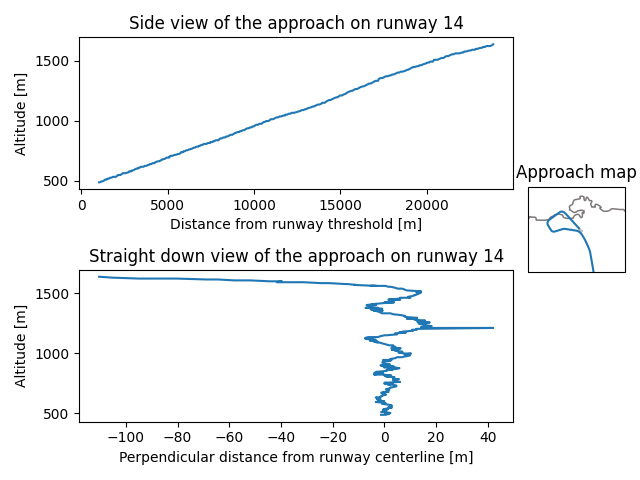 Side view of the approach on runway 14
1500
1000
500
Altitude [m]
0 5000 10000 15000 20000
Distance from runway threshold [m]
Approach map
Straight down view of the approach on runway 14
1500
1000
500
Altitude [m]
−100 −80 −60 −40 −20 0 20 40
Perpendicular distance from runway centerline [m]